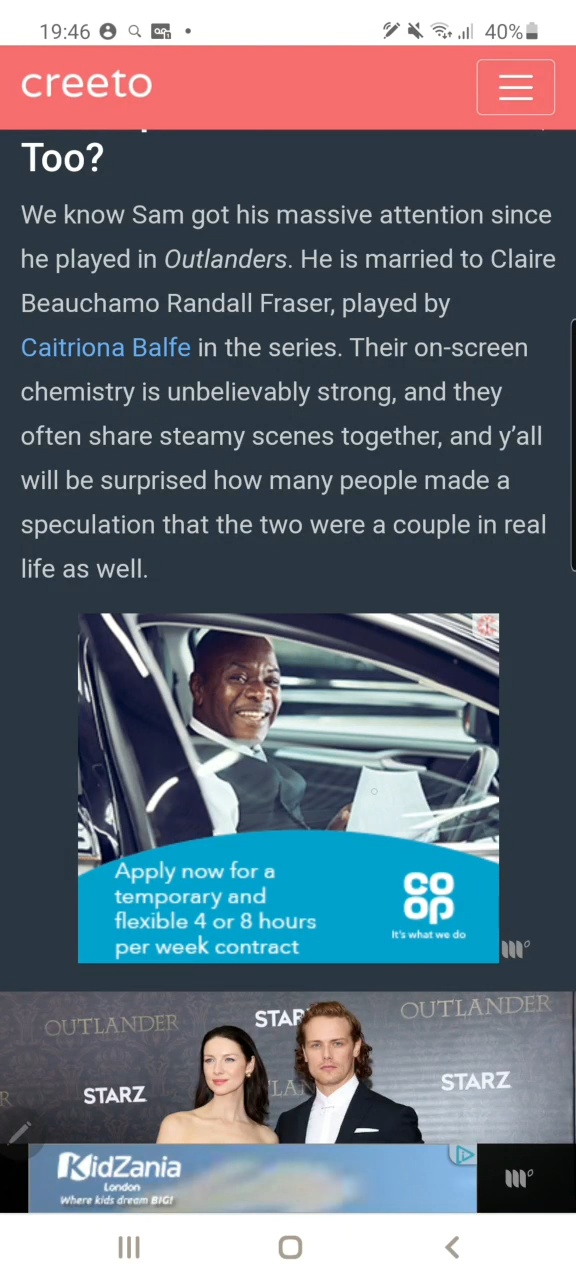 19:46 40%
creeto
Too?
We know Sam got his massive attention since
he played in Outlanders. He is married to Claire
Beauchamo Randall Fraser, played by
Caitriona Balfe in the series. Their on-screen
chemistry is unbelievably strong, and they
often share steamy scenes together, and y’all
will be surprised how many people made a
speculation that the two were a couple in real
life as well.
Apply now for a
temporary and
flexible 4 or 8 hours
per week contract
CO
OP
It's what we do
OUTLANDER STARZ OUTLANDER
STARZ STARZ
KidZania
London
Where kids dream BIG!